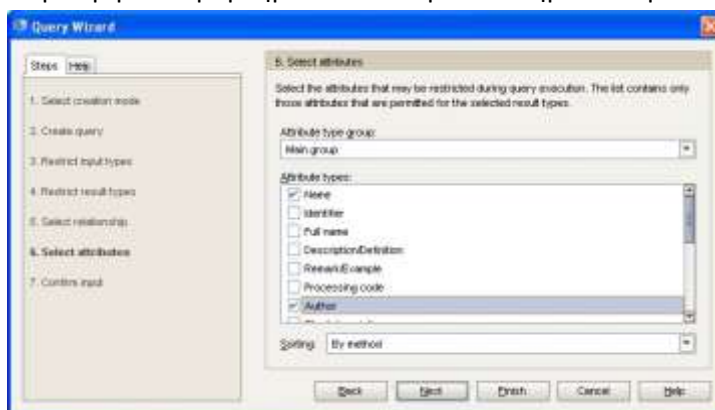 Query Wizard
Steps Help
1. Select creation mode
2. Create query
3. Restrict input types
4. Restrict result types
5. Select relationship
6. Select attributes
7. Confirm input
6. Select attributes
Select the attributes that may be restricted during query execution. The list contains only
those attributes that are permitted for the selected result types.
Attribute type group:
Main group
Attribute types:
Name
Identifier
Full name
Description/Definition
Remark/Example
Processing code
Author
Sorting: By method
Back Next Finish Cancel Help